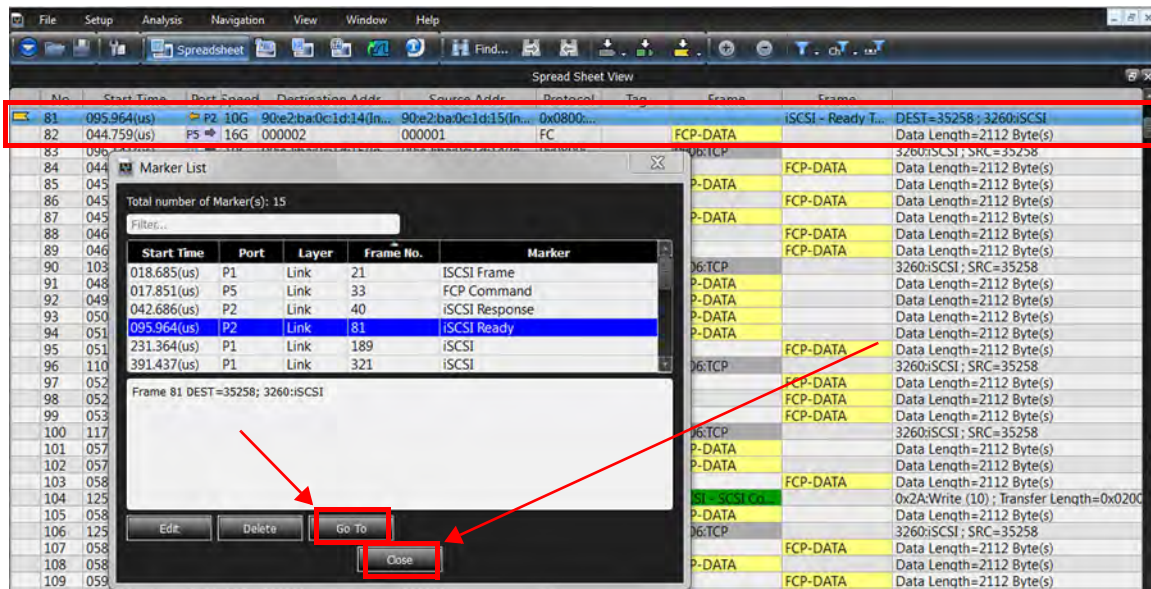 File Setup Analysis Navigation View Window Help
Spreadsheet Find...
Spread Sheet View
No. Start Time Port Speed Destination Addr Source Addr Protocol Tag Frame Frame
81 095.964(us) P2 10G 90:e2:ba:0c:1d:14(In... 90:e2:ba:0c:1d:15(In... 0x0800:... iSCSI - Ready T... DEST=35258 ; 3260:iSCSI
82 044.759(us) P5 16G 000002 000001 FC FCP-DATA Data Length=2112 Byte(s)
83 096 06:TCP 3260:iSCSI ; SRC=35258
84 044 FCP-DATA Data Length=2112 Byte(s)
85 045 P-DATA Data Length=2112 Byte(s)
86 045 FCP-DATA Data Length=2112 Byte(s)
87 045 P-DATA Data Length=2112 Byte(s)
88 046 FCP-DATA Data Length=2112 Byte(s)
89 046 FCP-DATA Data Length=2112 Byte(s)
90 103 06:TCP 3260:iSCSI ; SRC=35258
91 048 P-DATA Data Length=2112 Byte(s)
92 049 P-DATA Data Length=2112 Byte(s)
93 050 P-DATA Data Length=2112 Byte(s)
94 051 P-DATA Data Length=2112 Byte(s)
95 051 FCP-DATA Data Length=2112 Byte(s)
96 110 06:TCP 3260:iSCSI ; SRC=35258
97 052 FCP-DATA Data Length=2112 Byte(s)
98 052 FCP-DATA Data Length=2112 Byte(s)
99 053 FCP-DATA Data Length=2112 Byte(s)
100 117 06:TCP 3260:iSCSI ; SRC=35258
101 057 P-DATA Data Length=2112 Byte(s)
102 057 P-DATA Data Length=2112 Byte(s)
103 058 FCP-DATA Data Length=2112 Byte(s)
104 125 SI - SCSI Co... 0x2A:Write (10) ; Transfer Length=0x0200
105 058 P-DATA Data Length=2112 Byte(s)
106 125 06:TCP 3260:iSCSI ; SRC=35258
107 058 FCP-DATA Data Length=2112 Byte(s)
108 058 P-DATA Data Length=2112 Byte(s)
109 059 FCP-DATA Data Length=2112 Byte(s)
Marker List
Total number of Marker(s): 15
Filter...
Start Time Port Layer Frame No. Marker
018.685(us) P1 Link 21 ISCSI Frame
017.851(us) P5 Link 33 FCP Command
042.686(us) P2 Link 40 iSCSI Response
095.964(us) P2 Link 81 iSCSI Ready
231.364(us) P1 Link 189 iSCSI
391.437(us) P1 Link 321 iSCSI
Frame 81 DEST=35258; 3260:iSCSI
Edit Delete Go To
Close